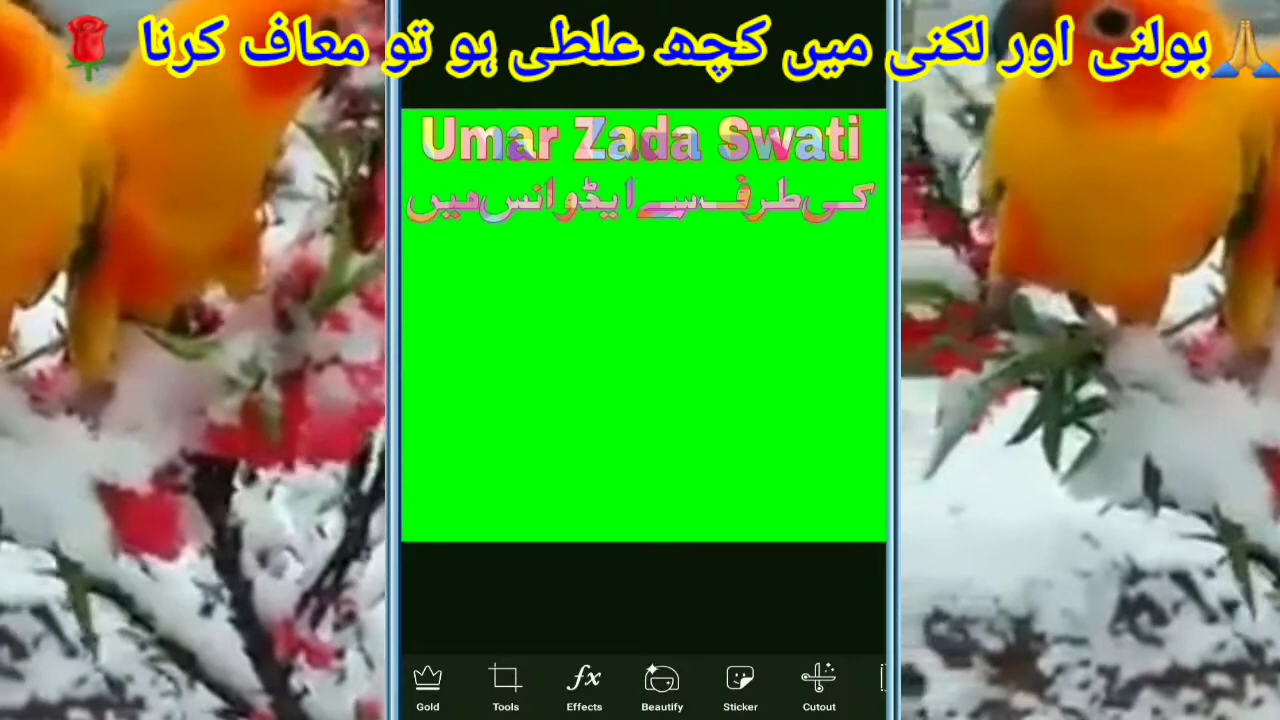 🙏بولنی اور لکنی میں کچھ غلطی ہو تو معاف کرنا 🌹
Umar Zada Swati
کی طرف سے ایڈوانس میں
Gold Tools Effects Beautify Sticker Cutout